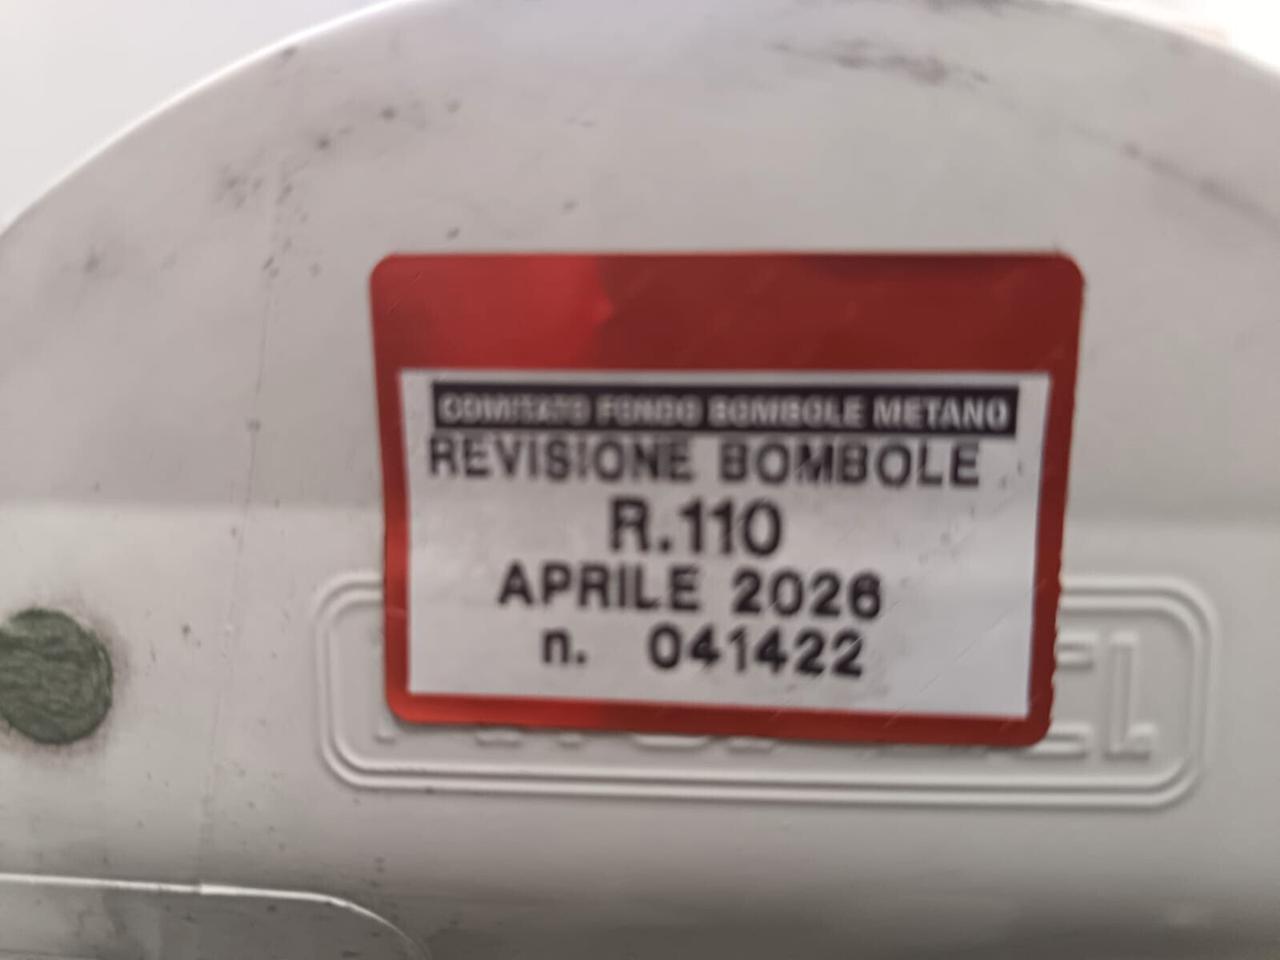 COMITATO FONDO BOMBOLE METANO
REVISIONE BOMBOLE
R.110
APRILE 2026
n. 041422